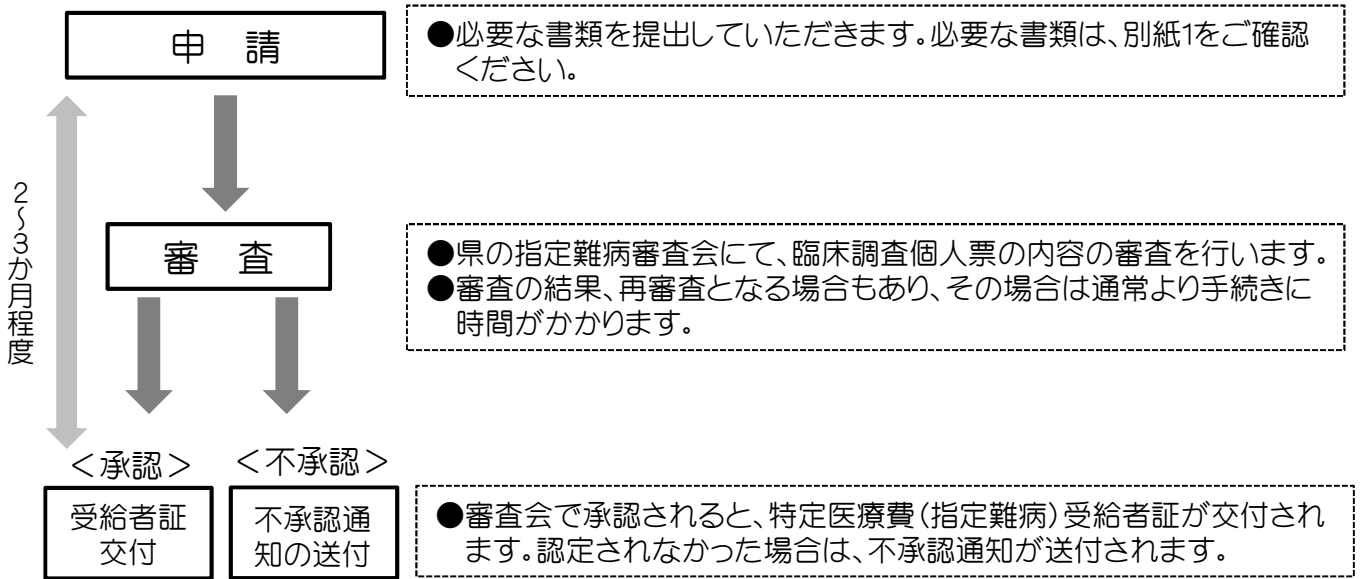 申　請
●必要な書類を提出していただきます。必要な書類は、別紙1をご確認
ください。
2～3か月程度
審　査
●県の指定難病審査会にて、臨床調査個人票の内容の審査を行います。
●審査の結果、再審査となる場合もあり、その場合は通常より手続きに
時間がかかります。
＜承認＞
＜不承認＞
受給者証
交付
不承認通
知の送付
●審査会で承認されると、特定医療費(指定難病)受給者証が交付され
ます。認定されなかった場合は、不承認通知が送付されます。